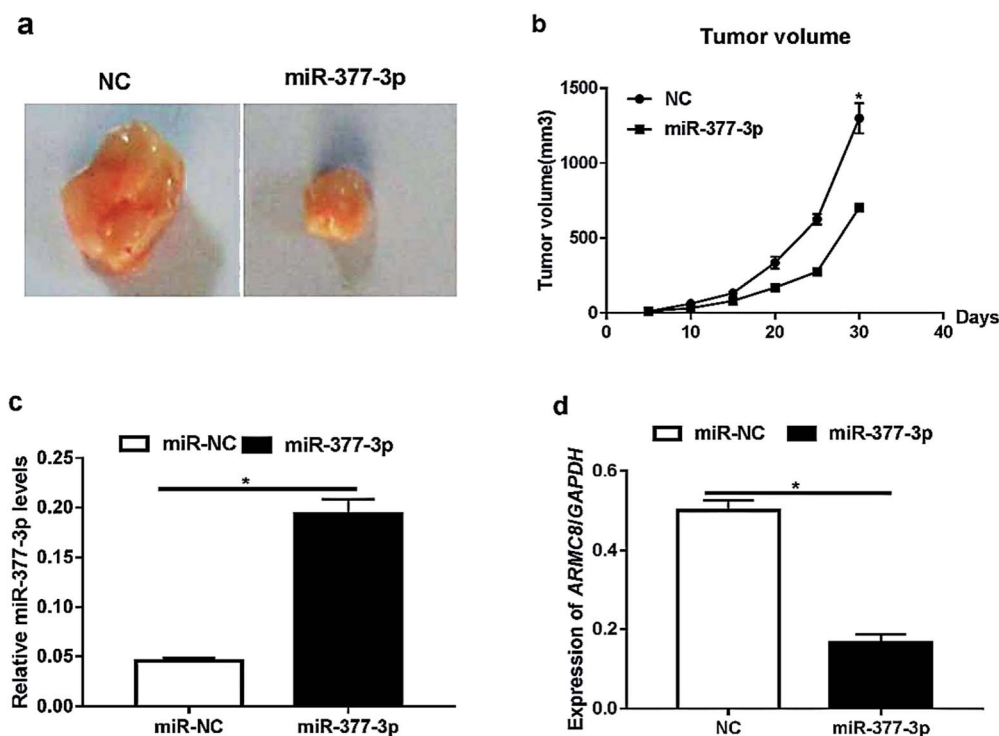 a
NC
miR-377-3p
b
Tumor volume
NC
miR-377-3p
*
Tumor volume(mm3)
1500
1000
500
0
0
10
20
30
40
Days
c
miR-NC
miR-377-3p
Relative miR-377-3p levels
0.25
0.20
0.15
0.10
0.05
0.00
*
miR-NC
miR-377-3p
d
miR-NC
miR-377-3p
Expression of ARMC8/GAPDH
0.6
0.4
0.2
0.0
*
NC
miR-377-3p